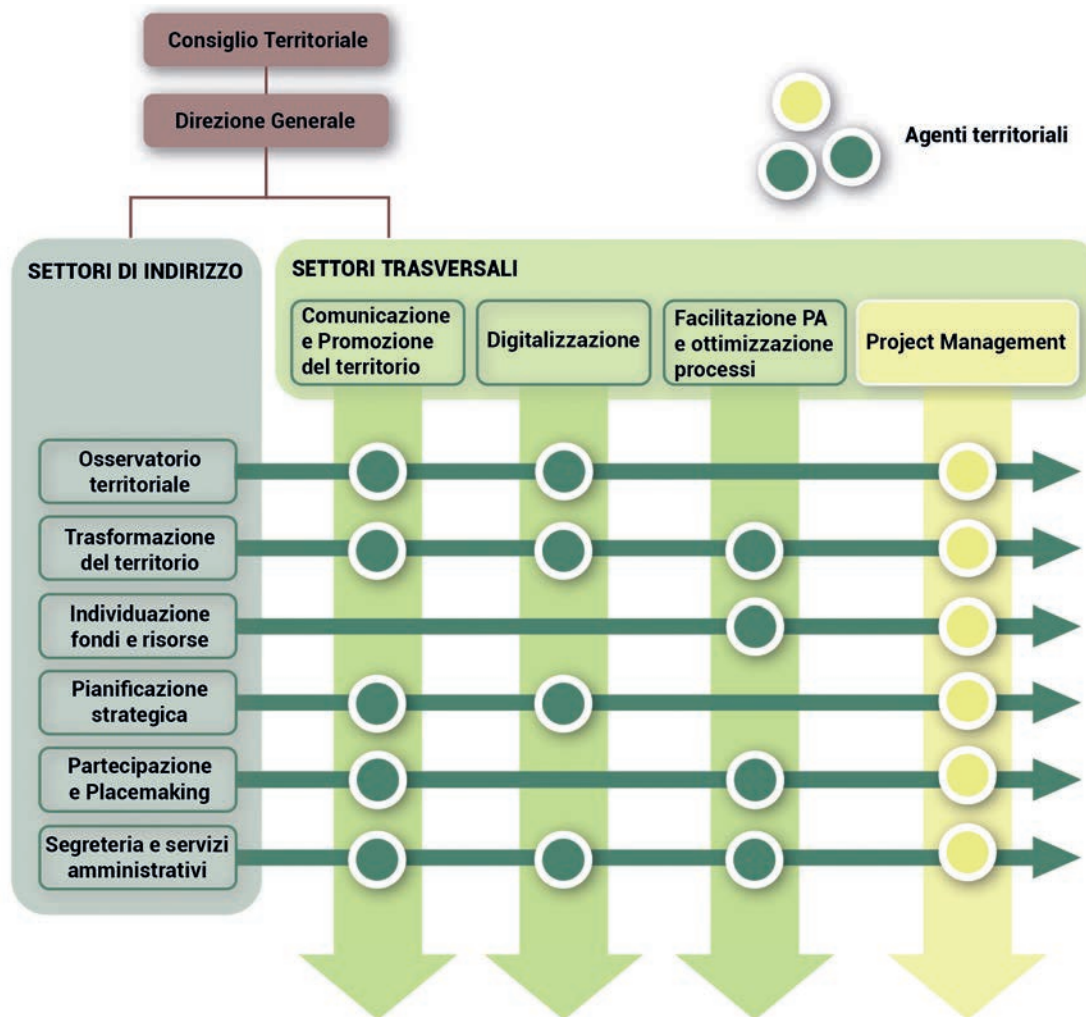 Consiglio Territoriale
Direzione Generale
Agenti territoriali
SETTORI DI INDIRIZZO
SETTORI TRASVERSALI
Comunicazione
e Promozione
del territorio
Digitalizzazione
Facilitazione PA
e ottimizzazione
processi
Project Management
Osservatorio
territoriale
Trasformazione
del territorio
Individuazione
fondi e risorse
Pianificazione
strategica
Partecipazione
e Placemaking
Segreteria e servizi
amministrativi